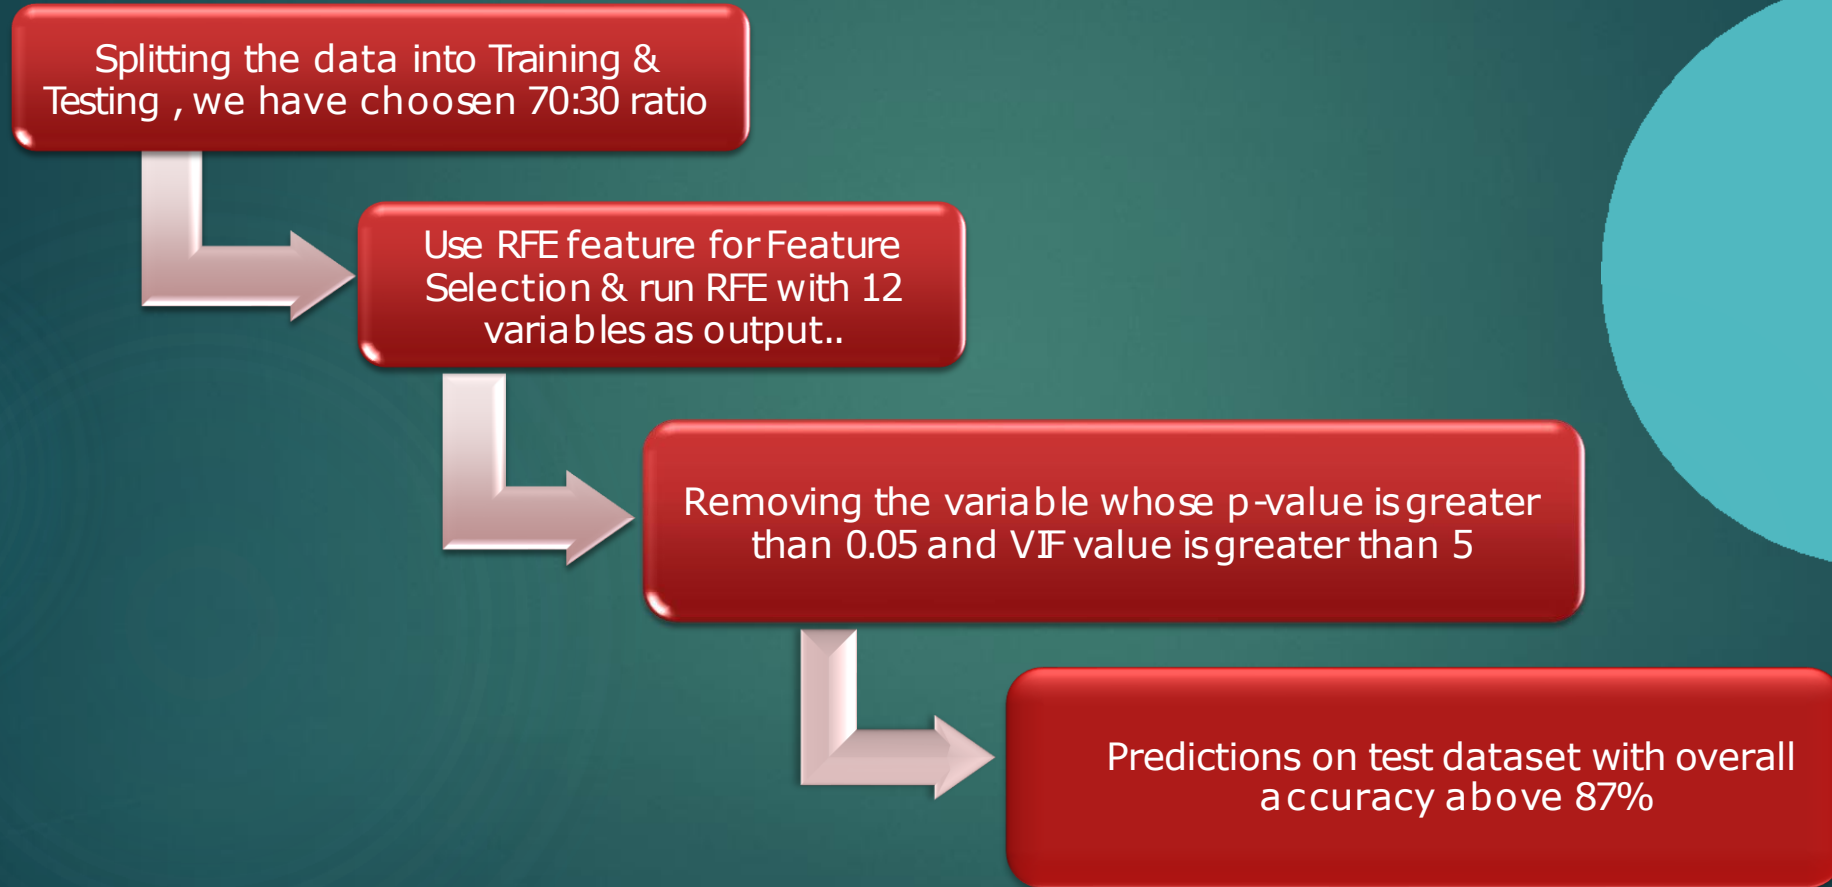 Splitting the data into Training &
Testing , we have choosen 70:30 ratio
Use RFE feature for Feature
Selection & run RFE with 12
variables as output..
Removing the variable whose p-value is greater
than 0.05 and VIF value is greater than 5
Predictions on test dataset with overall
accuracy above 87%